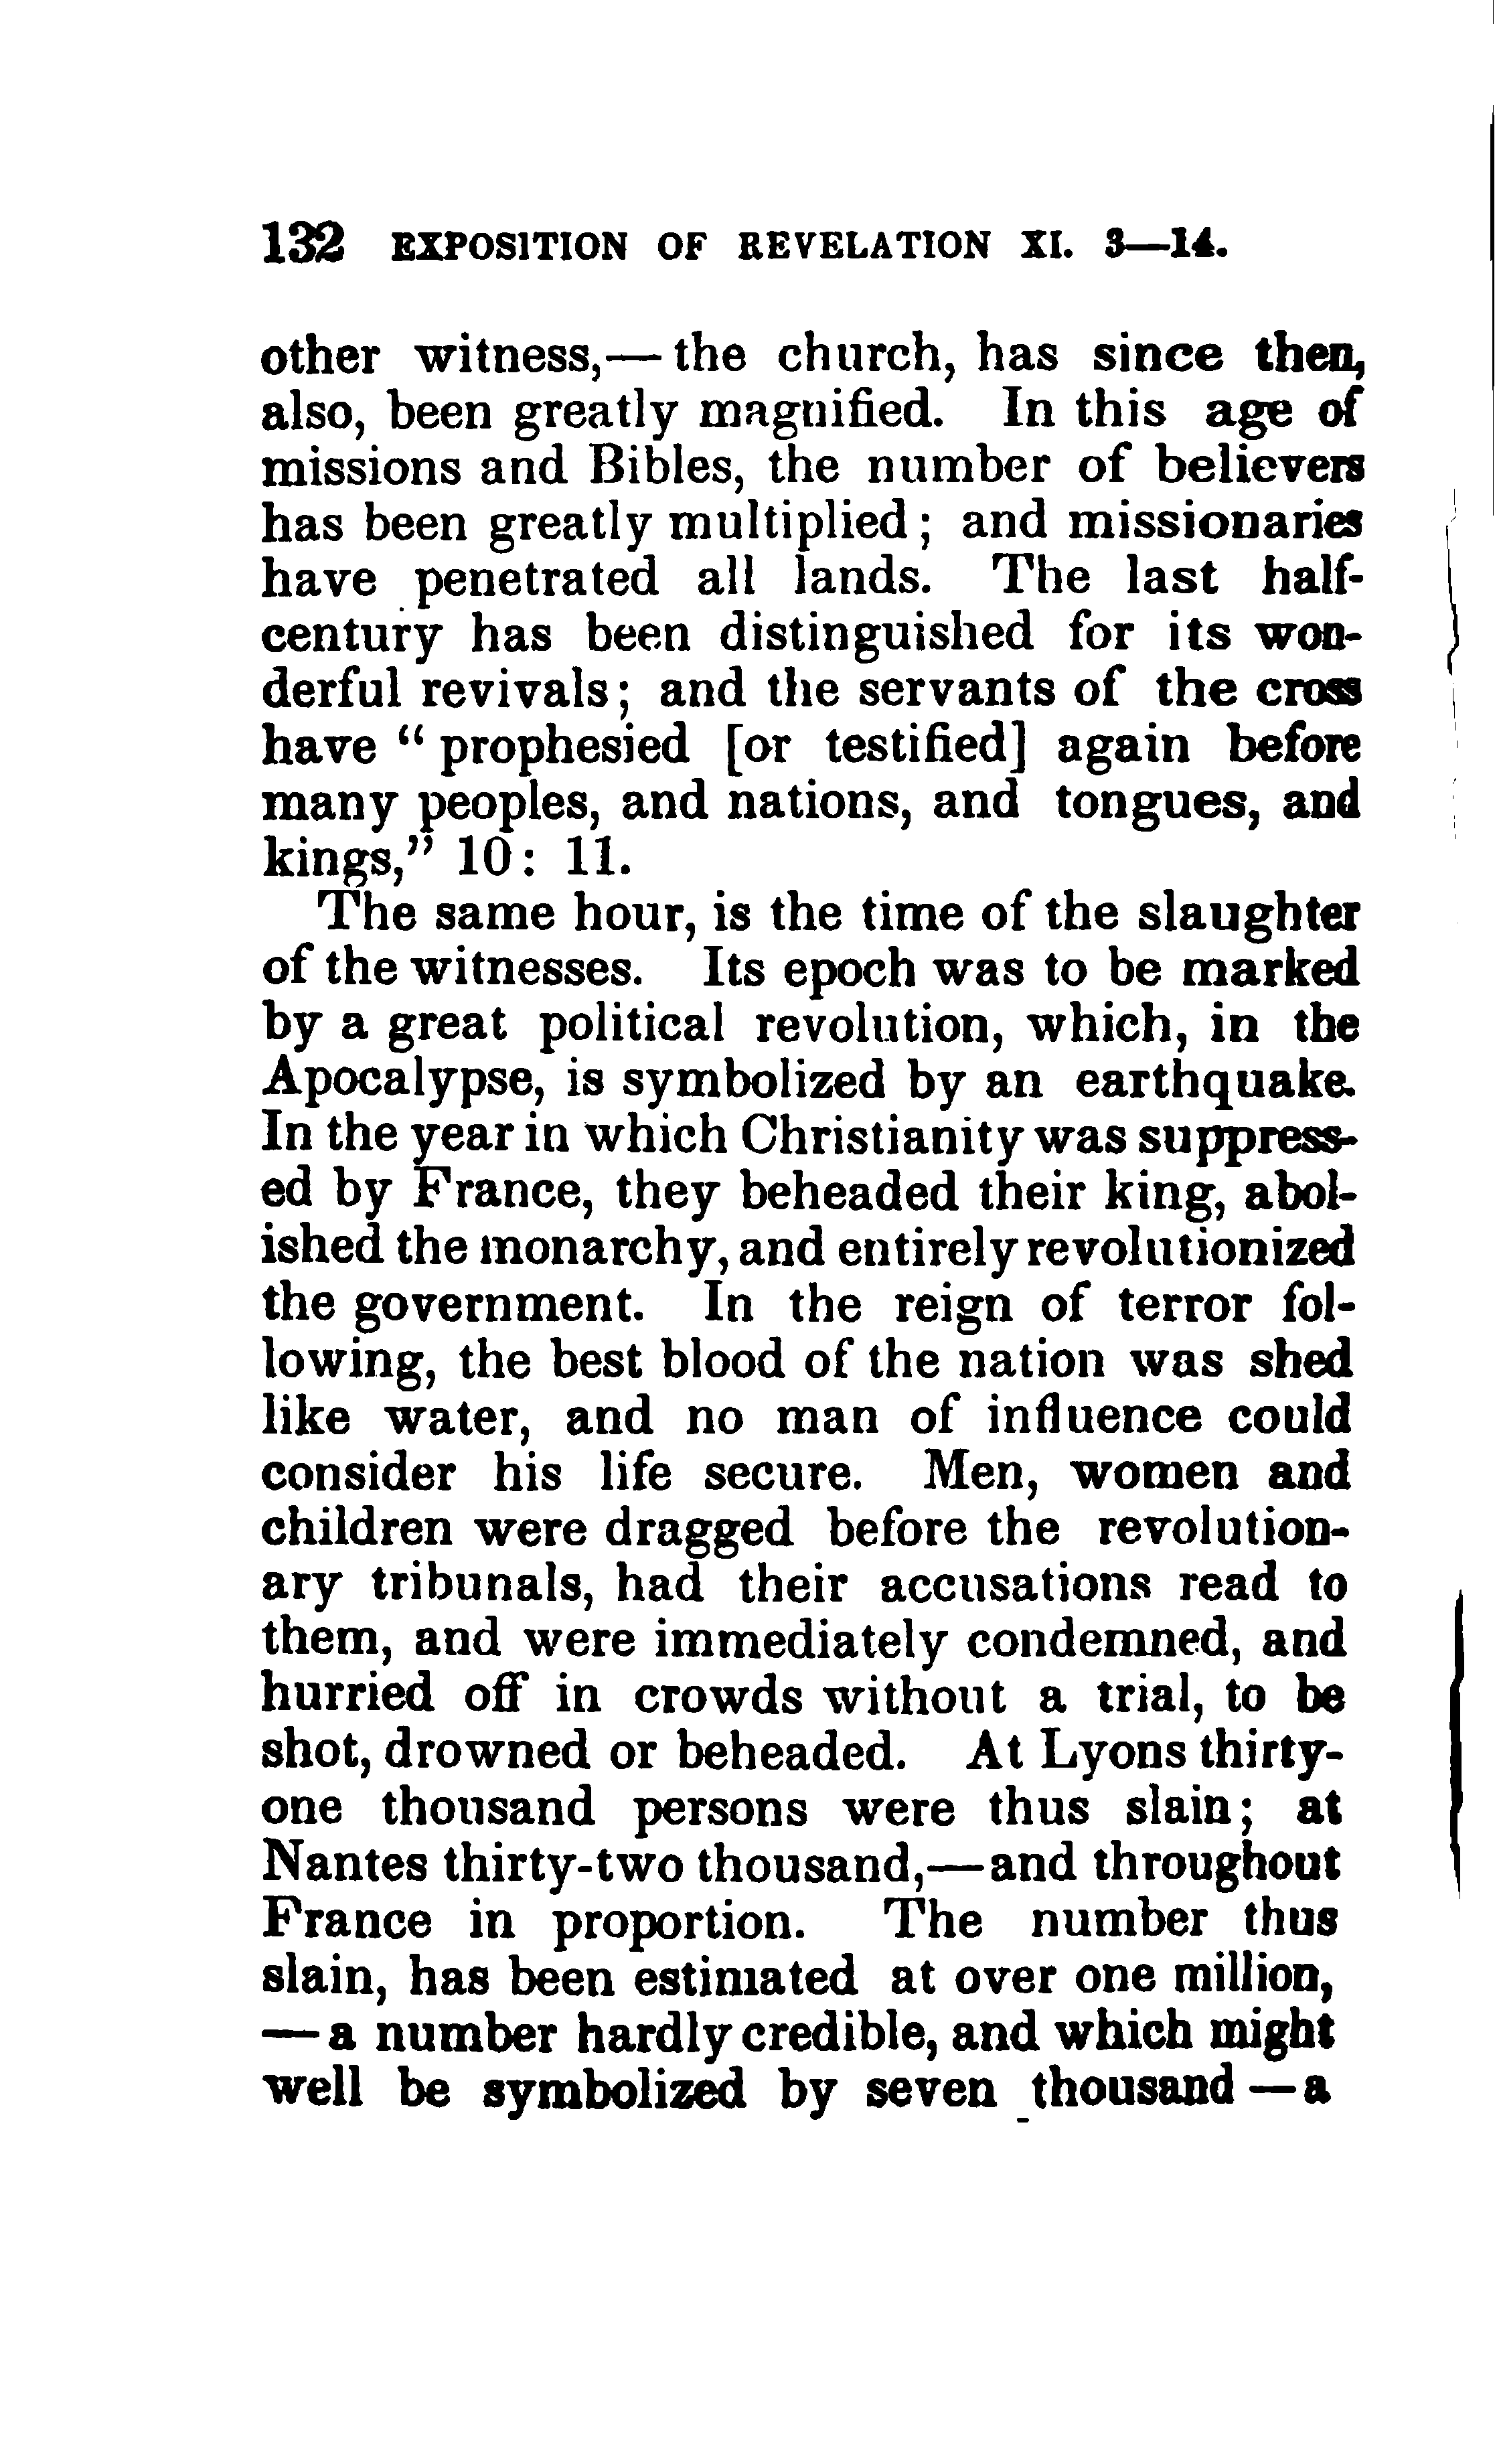 132 EXPOSITION OF REVELATION XI. 3—14.
other witness,— the church, has since then,
also, been greatly magnified. In this age of
missions and Bibles, the number of believers
has been greatly multiplied; and missionaries
have penetrated all lands. The last half-
century has been distinguished for its won-
derful revivals; and the servants of the cross
have "prophesied [or testified] again before
many peoples, and nations, and tongues, and
kings," 10: 11.
The same hour, is the time of the slaughter
of the witnesses. Its epoch was to be marked
by a great political revolution, which, in the
Apocalypse, is symbolized by an earthquake.
In the year in which Christianity was suppress-
ed by France, they beheaded their king, abol-
ished the monarchy, and entirely revolutionized
the government. In the reign of terror fol-
lowing, the best blood of the nation was shed
like water, and no man of influence could
consider his life secure. Men, women and
children were dragged before the revolution-
ary tribunals, had their accusations read to
them, and were immediately condemned, and
hurried off in crowds without a trial, to be
shot, drowned or beheaded. At Lyons thirty-
one thousand persons were thus slain; at
Nantes thirty-two thousand,—and throughout
France in proportion. The number thus
slain, has been estimated at over one million,
—a number hardly credible, and which might
well be symbolized by seven thousand—a